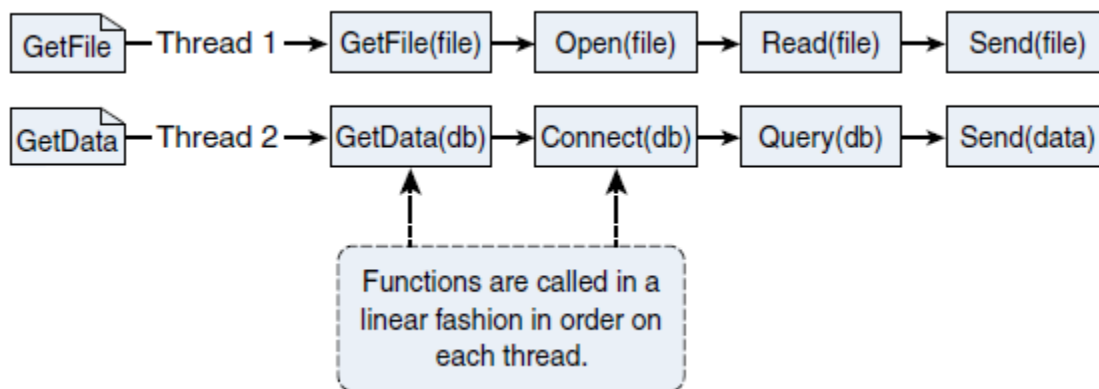 GetFile Thread 1 GetFile(file) Open(file) Read(file) Send(file)
GetData Thread 2 GetData(db) Connect(db) Query(db) Send(data)
Functions are called in a
linear fashion in order on
each thread.